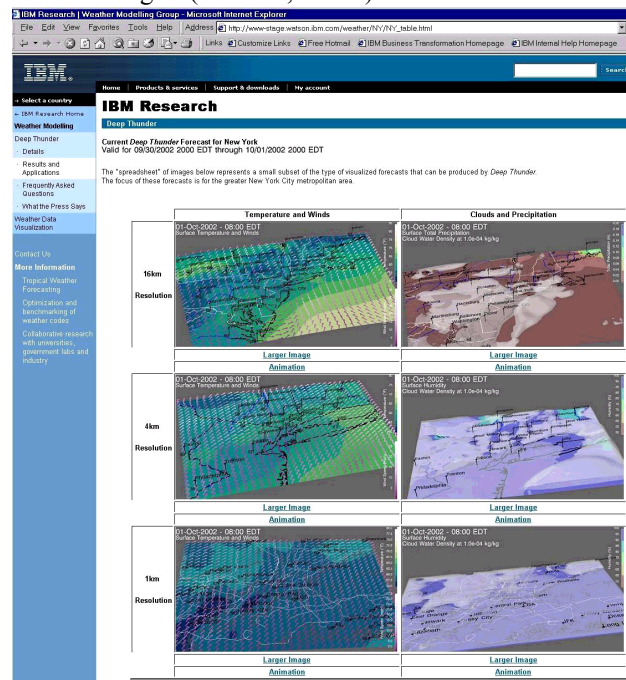 IBM Research | Weather Modelling Group - Microsoft Internet Explorer
File Edit View Favorites Tools Help Address http://www-stage.watson.ibm.com/weather/NY/NY_table.html
Links Customize Links Free Hotmail IBM Business Transformation Homepage IBM Internal Help Homepage
IBM
Search
Home | Products & services | Support & downloads | My account
Select a country
IBM Research Home
Weather Modelling
Deep Thunder
Details
Results and
Applications
Frequently Asked
Questions
What the Press Says
Weather Data
Visualization
Contact Us
More Information
Tropical Weather
Forecasting
Optimization and
benchmarking of
weather codes
Collaborative research
with universities,
government labs and
industry
IBM Research
Deep Thunder
Current Deep Thunder Forecast for New York
Valid for 09/30/2002 2000 EDT through 10/01/2002 2000 EDT
The "spreadsheet" of images below represents a small subset of the type of visualized forecasts that can be produced by Deep Thunder.
The focus of these forecasts is for the greater New York City metropolitan area.
Temperature and Winds
Clouds and Precipitation
16km
Resolution
01-Oct-2002 - 08:00 EDT
Surface Temperature and Winds
01-Oct-2002 - 08:00 EDT
Surface Total Precipitation
Cloud Water Density at 1.0e-04 kg/kg
Larger Image
Larger Image
Animation
Animation
4km
Resolution
01-Oct-2002 - 08:00 EDT
Surface Temperature and Winds
Philadelphia
01-Oct-2002 - 08:00 EDT
Surface Humidity
Cloud Water Density at 1.0e-04 kg/kg
Trenton
Philadelphia
Larger Image
Larger Image
Animation
Animation
1km
Resolution
01-Oct-2002 - 08:00 EDT
Surface Temperature and Winds
01-Oct-2002 - 08:00 EDT
Surface Humidity
Cloud Water Density at 1.0e-04 kg/kg
East Orange
Newark
JFK
Larger Image
Larger Image
Animation
Animation